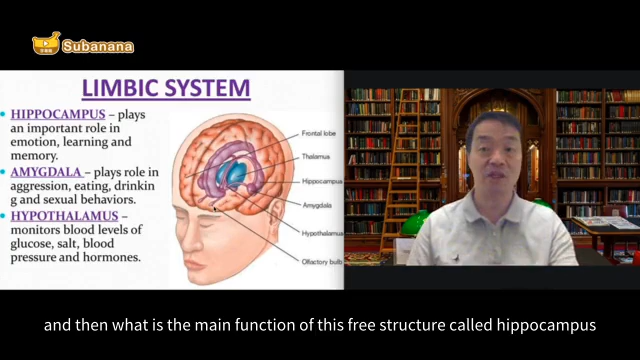 Subanana
LIMBIC SYSTEM
HIPPOCAMPUS – plays
an important role in
emotion, learning and
memory.
AMYGDALA – plays role in
aggression, eating, drinkin
g and sexual behaviors.
HYPOTHALAMUS –
monitors blood levels of
glucose, salt, blood
pressure and hormones.
Frontal lobe
Thalamus
Hippocampus
Amygdala
Hypothalamus
Olfactory bulb
and then what is the main function of this free structure called hippocampus